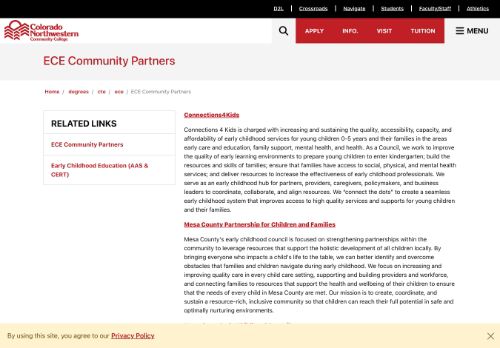 D2L Crossroads Navigate Students Faculty/Staff Athletics
Colorado
Northwestern
Community College
APPLY INFO. VISIT TUITION MENU
ECE Community Partners
Home / degrees / cte / ece / ECE Community Partners
RELATED LINKS
ECE Community Partners
Early Childhood Education (AAS &
CERT)
Connections4Kids
Connections 4 Kids is charged with increasing and sustaining the quality, accessibility, capacity, and
affordability of early childhood services for young children 0-5 years and their families in the areas
early care and education, family support, mental health, and health. As a Council, we work to improve
the quality of early learning environments to prepare young children to enter kindergarten; build the
resources and skills of families; ensure that families have access to social, physical, and mental health
services; and deliver resources to increase the effectiveness of early childhood professionals. We
serve as an early childhood hub for partners, providers, caregivers, policymakers, and business
leaders to coordinate, collaborate, and align resources. We "connect the dots" to create a seamless
early childhood system that improves access to high quality services and supports for young children
and their families.
Mesa County Partnership for Children and Families
Mesa County's early childhood council is focused on strengthening partnerships within the
community to leverage resources that support the holistic development of all children locally. By
bringing everyone who impacts a child's life to the table, we can better identify and overcome
obstacles that families and children navigate during early childhood. We focus on increasing and
improving quality care in every child care setting, supporting and building providers and workforce,
and connecting families to resources that support the health and wellbeing of their children to ensure
that the needs of every child in Mesa County are met. Our mission is to create, coordinate, and
sustain a resource-rich, inclusive community so that children can reach their full potential in safe and
optimally nurturing environments.
By using this site, you agree to our Privacy Policy